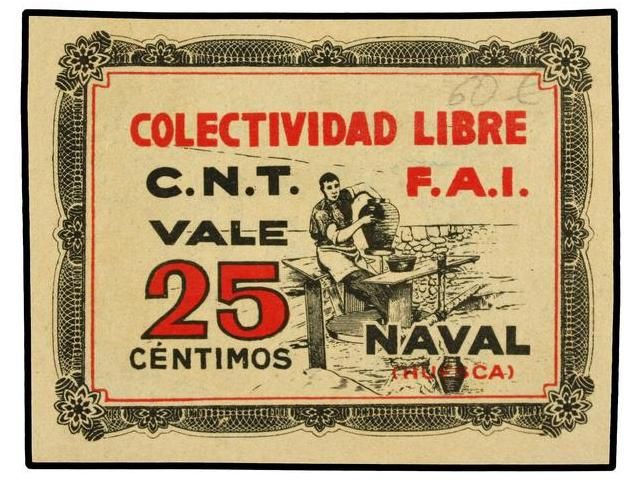 60 €
COLECTIVIDAD LIBRE
C.N.T. F.A.I.
VALE
25
CÉNTIMOS
NAVAL
(HUESCA)